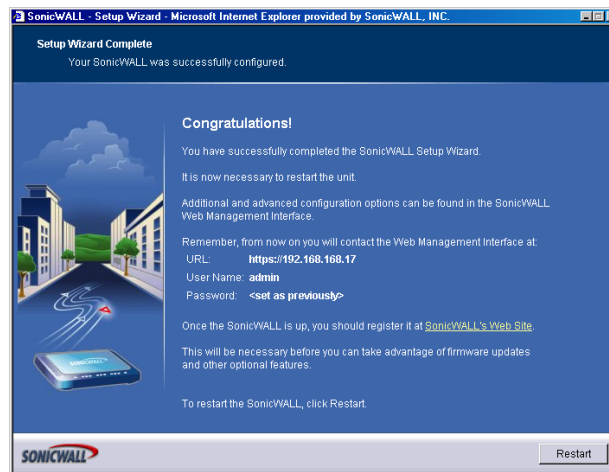 SonicWALL - Setup Wizard - Microsoft Internet Explorer provided by SonicWALL, INC.
Setup Wizard Complete
Your SonicWALL was successfully configured.
Congratulations!
You have successfully completed the SonicWALL Setup Wizard.
It is now necessary to restart the unit.
Additional and advanced configuration options can be found in the SonicWALL
Web Management Interface.
Remember, from now on you will contact the Web Management Interface at:
URL: https://192.168.168.17
User Name: admin
Password: <set as previously>
Once the SonicWALL is up, you should register it at SonicWALL's Web Site.
This will be necessary before you can take advantage of firmware updates
and other optional features.
To restart the SonicWALL, click Restart.
SONICWALL
SONICWALL
Restart